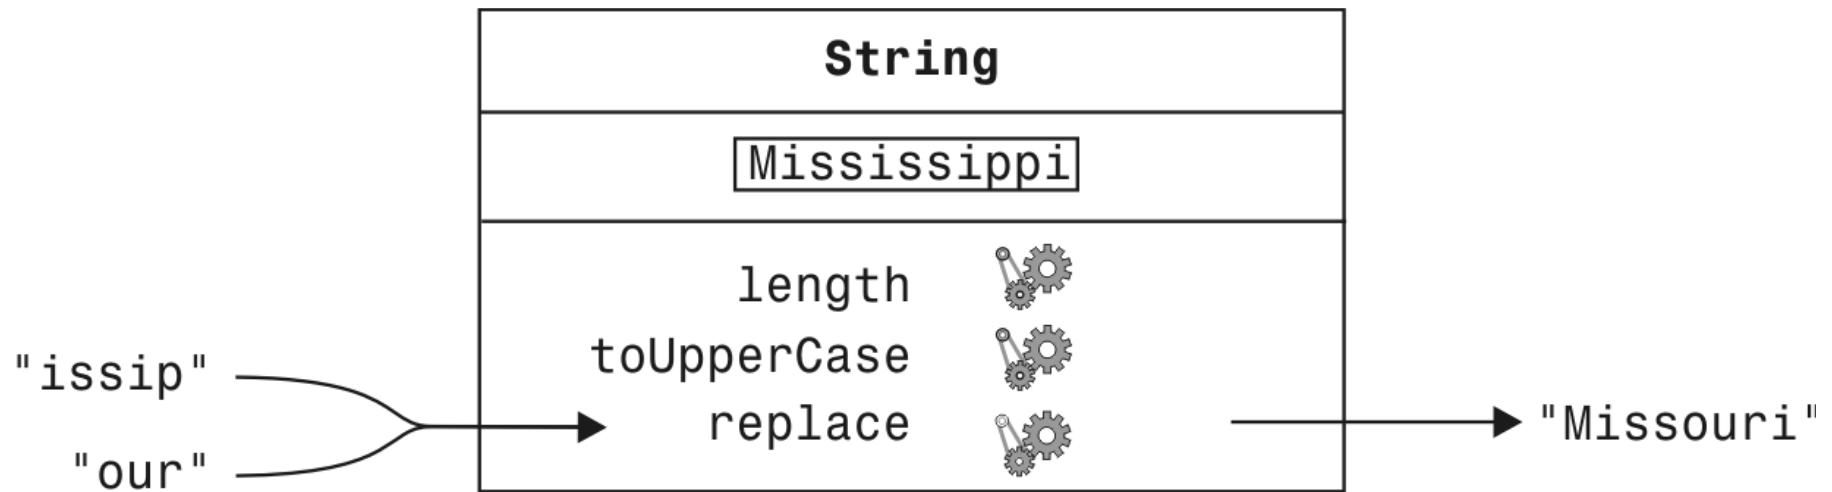 String
Mississippi
length
toUpperCase
replace
"issip"
"our"
"Missouri"